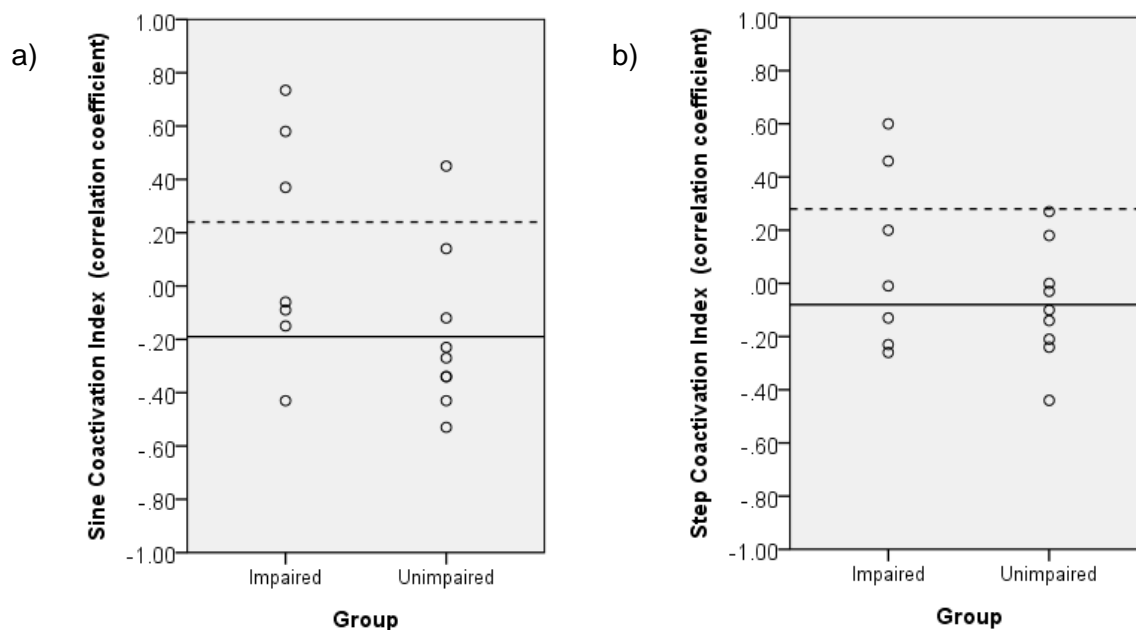 a)
Sine Coactivation Index (correlation coefficient)
1.00
.80
.60
.40
.20
.00
-.20
-.40
-.60
-.80
-1.00
Impaired
Unimpaired
Group
b)
Step Coactivation Index (correlation coefficient)
1.00
.80
.60
.40
.20
.00
-.20
-.40
-.60
-.80
-1.00
Impaired
Unimpaired
Group